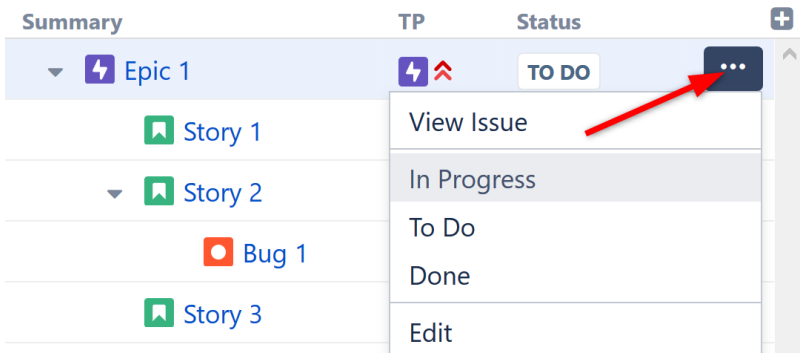 Summary TP Status
Epic 1 TO DO
View Issue
Story 1
In Progress
Story 2
To Do
Bug 1
Done
Story 3
Edit